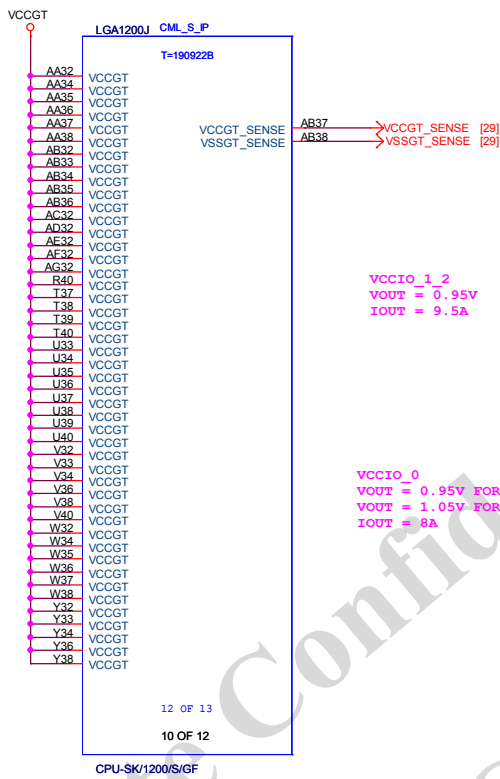 VCCGT
LGA1200J CML_S_IP
T=190922B
AA32 VCCGT
AA34 VCCGT
AA35 VCCGT
AA36 VCCGT
AA37 VCCGT
AA38 VCCGT
AB32 VCCGT
AB33 VCCGT
AB34 VCCGT
AB35 VCCGT
AB36 VCCGT
AC32 VCCGT
AD32 VCCGT
AE32 VCCGT
AF32 VCCGT
AG32 VCCGT
R40 VCCGT
T37 VCCGT
T38 VCCGT
T39 VCCGT
T40 VCCGT
U33 VCCGT
U34 VCCGT
U35 VCCGT
U36 VCCGT
U37 VCCGT
U38 VCCGT
U39 VCCGT
U40 VCCGT
V32 VCCGT
V33 VCCGT
V34 VCCGT
V36 VCCGT
V38 VCCGT
V40 VCCGT
W32 VCCGT
W34 VCCGT
W35 VCCGT
W36 VCCGT
W37 VCCGT
W38 VCCGT
Y32 VCCGT
Y33 VCCGT
Y34 VCCGT
Y36 VCCGT
Y38 VCCGT
VCCGT_SENSE AB37 VCCGT_SENSE [29]
VSSGT_SENSE AB38 VSSGT_SENSE [29]
VCCIO_1_2
VOUT = 0.95V
IOUT = 9.5A
VCCIO_0
VOUT = 0.95V FOR
VOUT = 1.05V FOR
IOUT = 8A
12 OF 13
10 OF 12
CPU-SK/1200/S/GF
e Confid